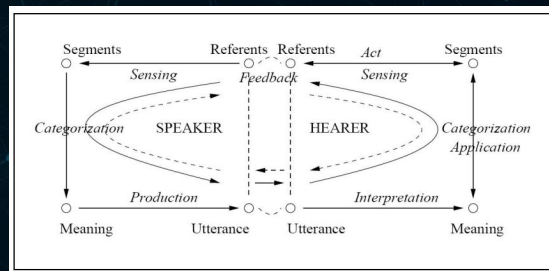 Segments Referents Referents Act Segments
Sensing Feedback Sensing
Categorization SPEAKER HEARER Categorization
Application
Production Interpretation
Meaning Utterance Utterance Meaning